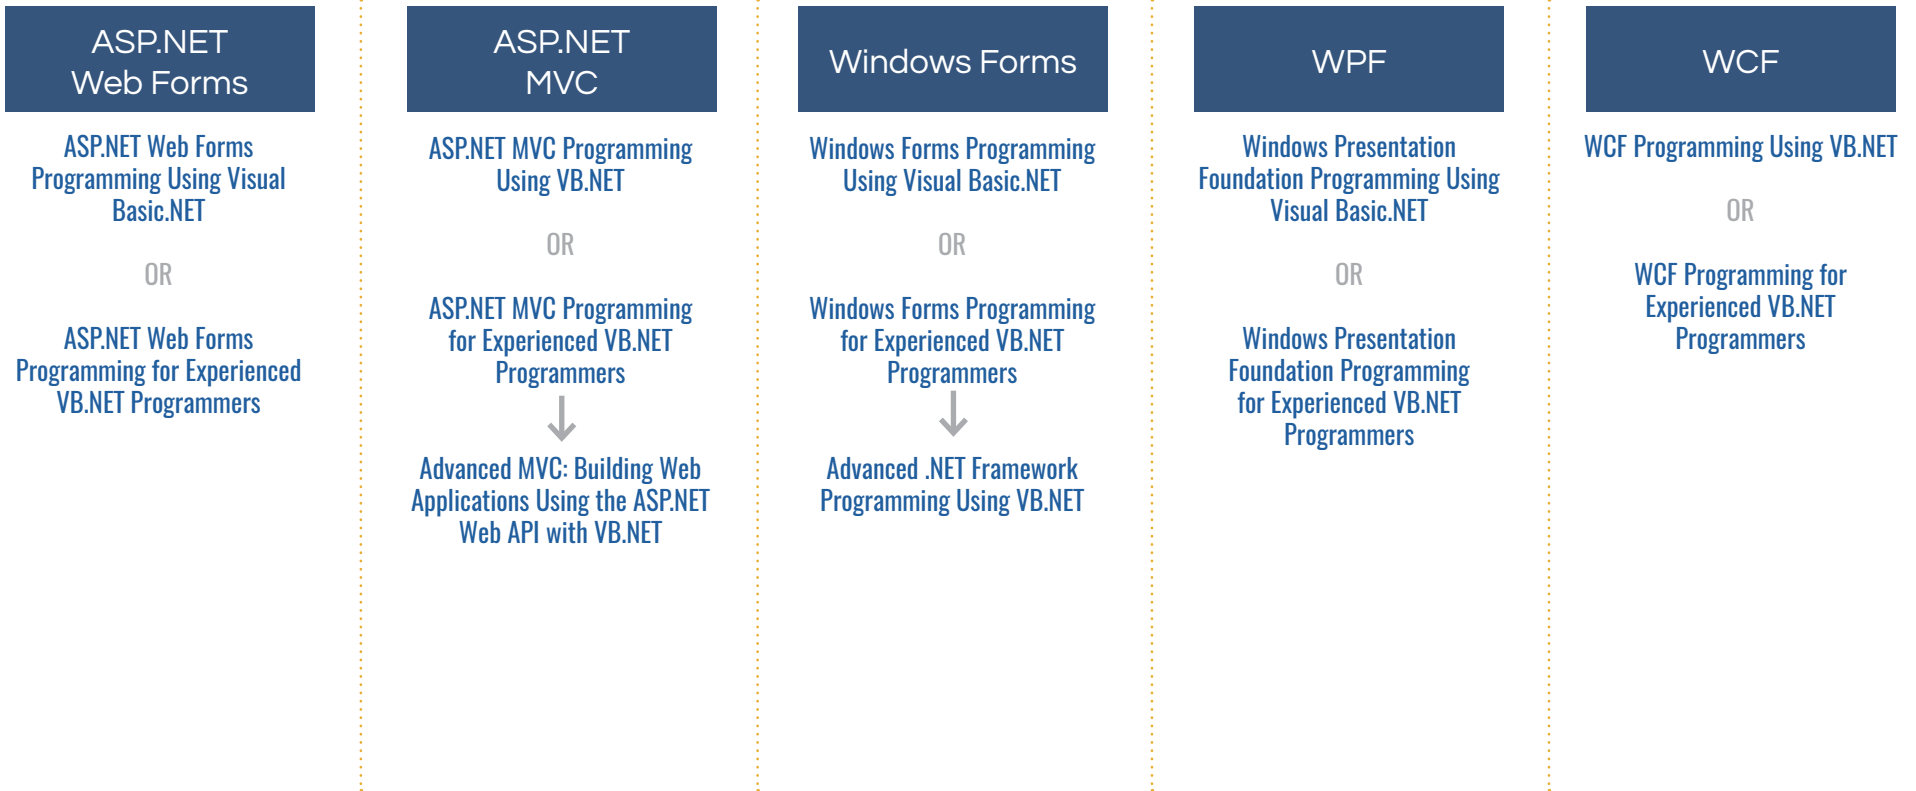 ASP.NET
Web Forms
ASP.NET Web Forms
Programming Using Visual
Basic.NET
OR
ASP.NET Web Forms
Programming for Experienced
VB.NET Programmers
ASP.NET
MVC
ASP.NET MVC Programming
Using VB.NET
OR
ASP.NET MVC Programming
for Experienced VB.NET
Programmers
Advanced MVC: Building Web
Applications Using the ASP.NET
Web API with VB.NET
Windows Forms
Windows Forms Programming
Using Visual Basic.NET
OR
Windows Forms Programming
for Experienced VB.NET
Programmers
Advanced .NET Framework
Programming Using VB.NET
WPF
Windows Presentation
Foundation Programming Using
Visual Basic.NET
OR
Windows Presentation
Foundation Programming
for Experienced VB.NET
Programmers
WCF
WCF Programming Using VB.NET
OR
WCF Programming for
Experienced VB.NET
Programmers